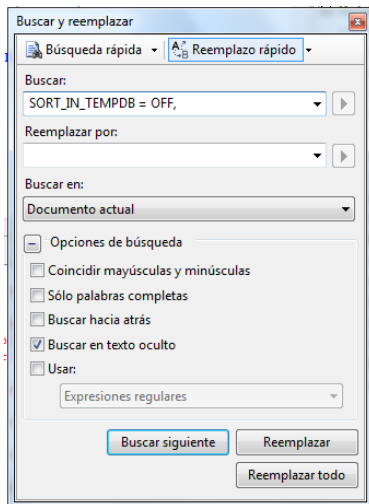 Buscar y reemplazar
Búsqueda rápida Reemplazo rápido
Buscar:
SORT_IN_TEMPDB = OFF,
Reemplazar por:
Buscar en:
Documento actual
Opciones de búsqueda
Coincidir mayúsculas y minúsculas
Sólo palabras completas
Buscar hacia atrás
Buscar en texto oculto
Usar:
Expresiones regulares
Buscar siguiente Reemplazar
Reemplazar todo